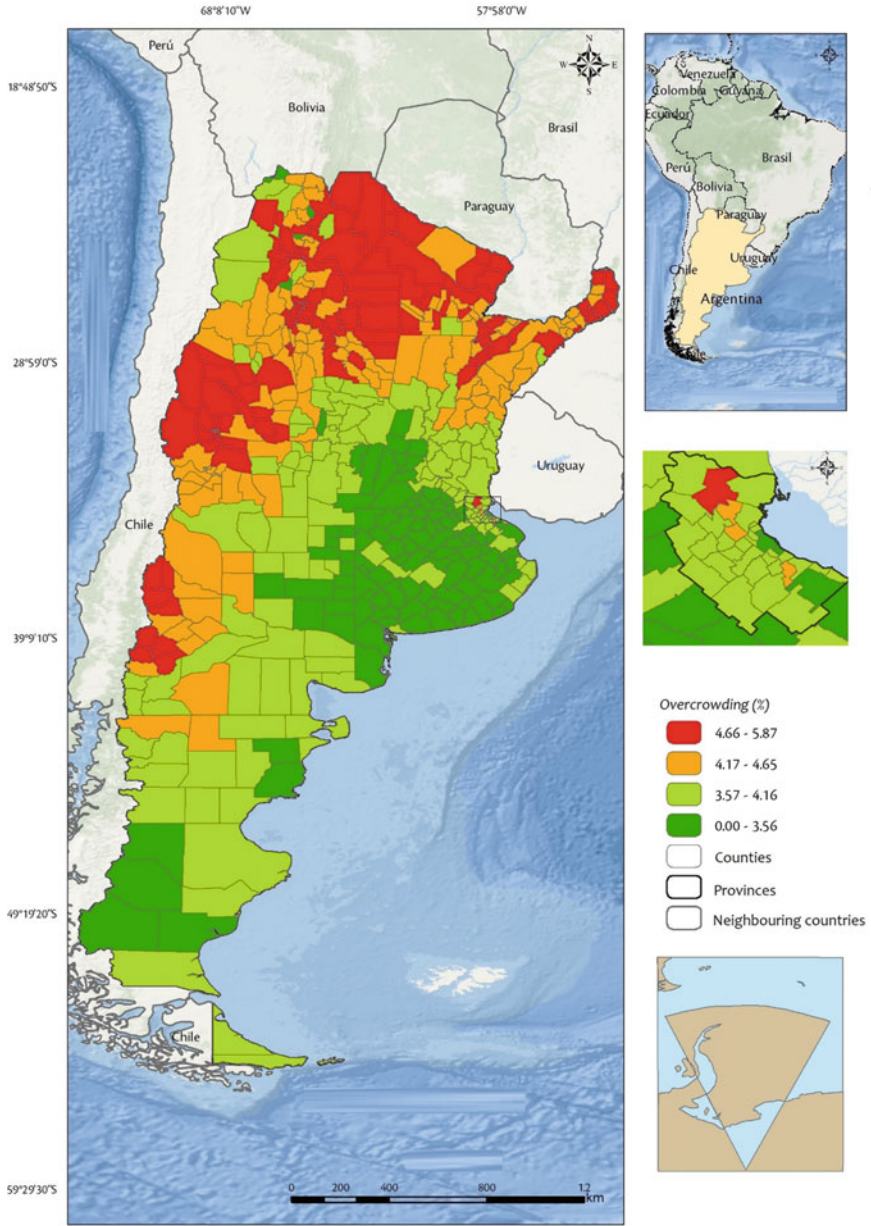 68°8'10"W
57°58'0"W
18°48'50"S
28°59'0"S
39°9'10"S
49°19'20"S
59°29'30"S
Perú
Bolivia
Brasil
Paraguay
Uruguay
Chile
Chile
N
W
E
S
0 200 400 800 1.2
km
Venezuela
Colombia
Guyana
Ecuador
Perú
Brasil
Bolivia
Paraguay
Chile
Uruguay
Argentina
Overcrowding (%)
4.66 - 5.87
4.17 - 4.65
3.57 - 4.16
0.00 - 3.56
Counties
Provinces
Neighbouring countries